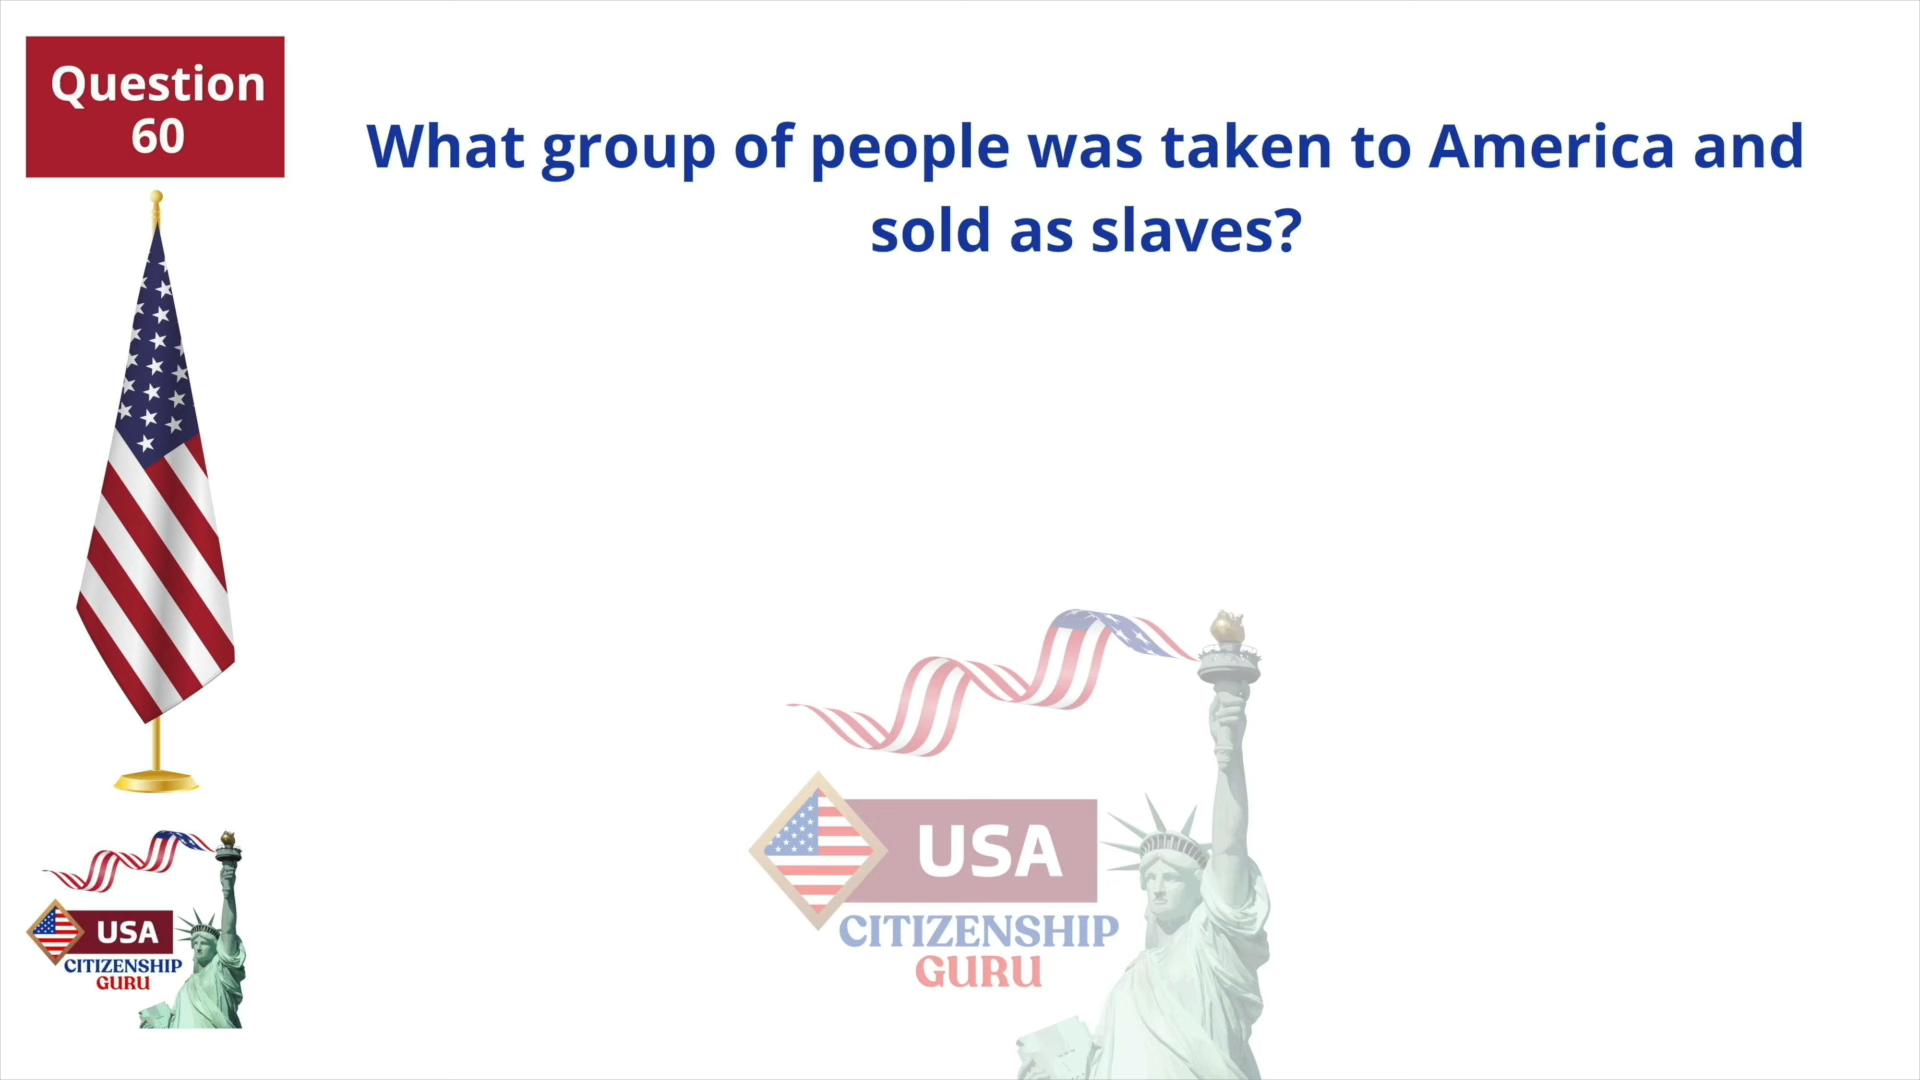 Question
60
What group of people was taken to America and
sold as slaves?
USA
CITIZENSHIP
GURU
USA
CITIZENSHIP
GURU